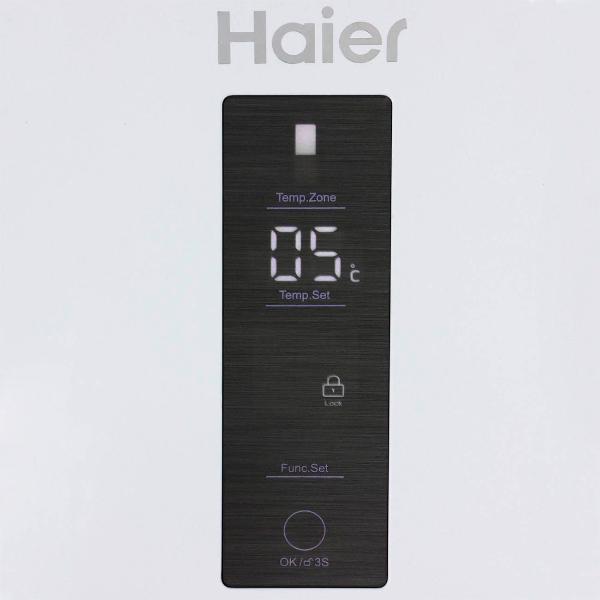 Haier
Temp.Zone
05°c
Temp.Set
Lock
Func.Set
OK/ 3S